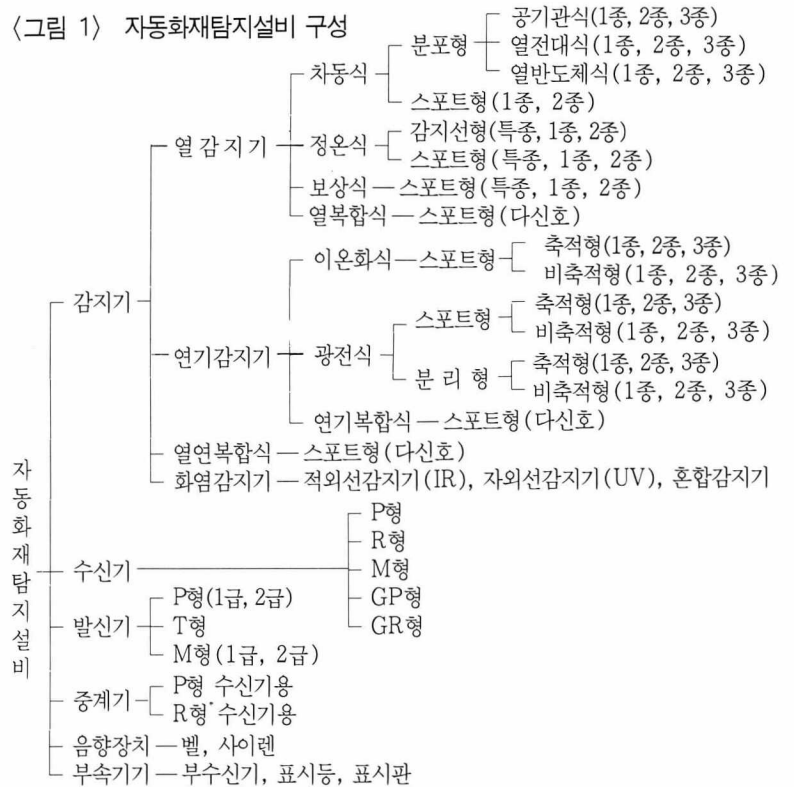 〈그림 1〉 자동화재탐지설비 구성
자동화재탐지설비
감지기
열감지기
차동식
분포형
공기관식(1종, 2종, 3종)
열전대식(1종, 2종, 3종)
열반도체식(1종, 2종, 3종)
스포트형(1종, 2종)
정온식
감지선형(특종, 1종, 2종)
스포트형(특종, 1종, 2종)
보상식 — 스포트형(특종, 1종, 2종)
열복합식 — 스포트형(다신호)
연기감지기
이온화식 — 스포트형
축적형(1종, 2종, 3종)
비축적형(1종, 2종, 3종)
광전식
스포트형
축적형(1종, 2종, 3종)
비축적형(1종, 2종, 3종)
분리형
축적형(1종, 2종, 3종)
비축적형(1종, 2종, 3종)
연기복합식 — 스포트형(다신호)
열연복합식 — 스포트형(다신호)
화염감지기 — 적외선감지기(IR), 자외선감지기(UV), 혼합감지기
수신기
P형
R형
M형
GP형
GR형
발신기
P형(1급, 2급)
T형
M형(1급, 2급)
중계기
P형 수신기용
R형 수신기용
음향장치 — 벨, 사이렌
부속기기 — 부수신기, 표시등, 표시판